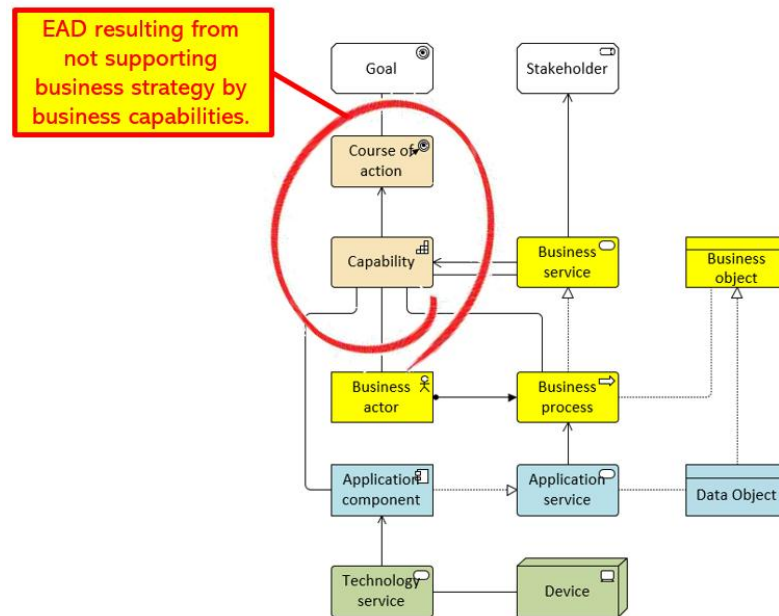 EAD resulting from
not supporting
business strategy by
business capabilities.
Goal
Stakeholder
Course of
action
Capability
Business
service
Business
object
Business
actor
Business
process
Application
component
Application
service
Data Object
Technology
service
Device